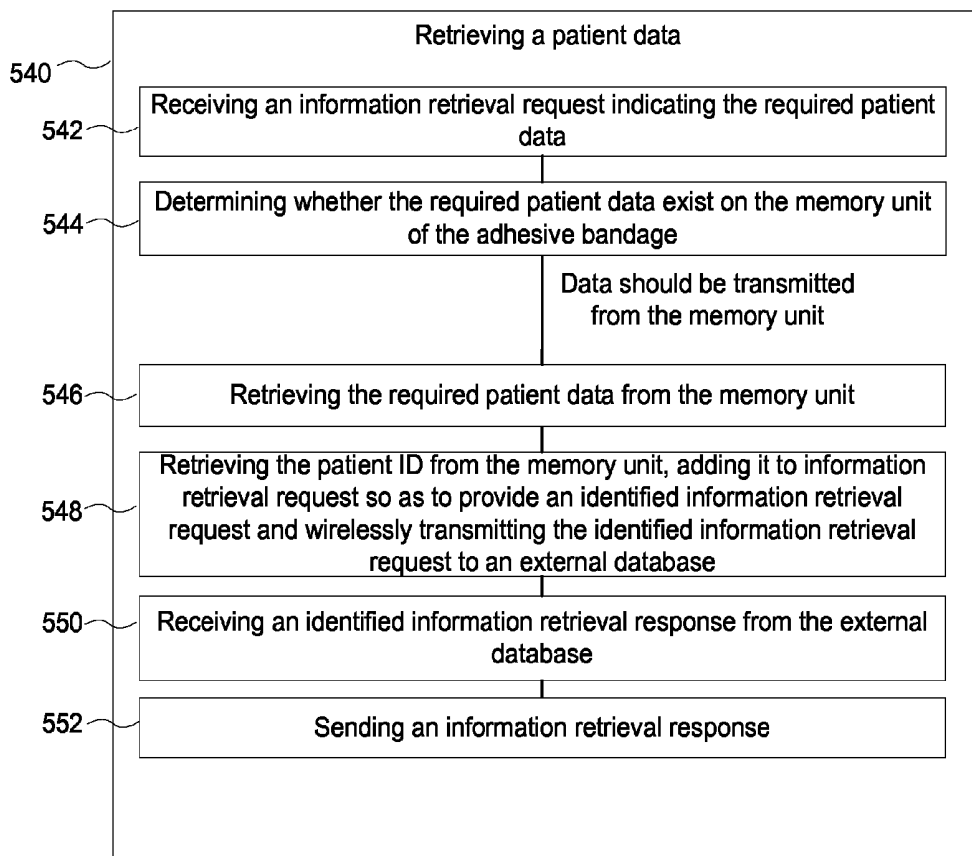 Retrieving a patient data
540
Receiving an information retrieval request indicating the required patient
data
542
Determining whether the required patient data exist on the memory unit
of the adhesive bandage
544
Data should be transmitted
from the memory unit
546
Retrieving the required patient data from the memory unit
Retrieving the patient ID from the memory unit, adding it to information
retrieval request so as to provide an identified information retrieval
request and wirelessly transmitting the identified information retrieval
request to an external database
548
550
Receiving an identified information retrieval response from the external
database
552
Sending an information retrieval response